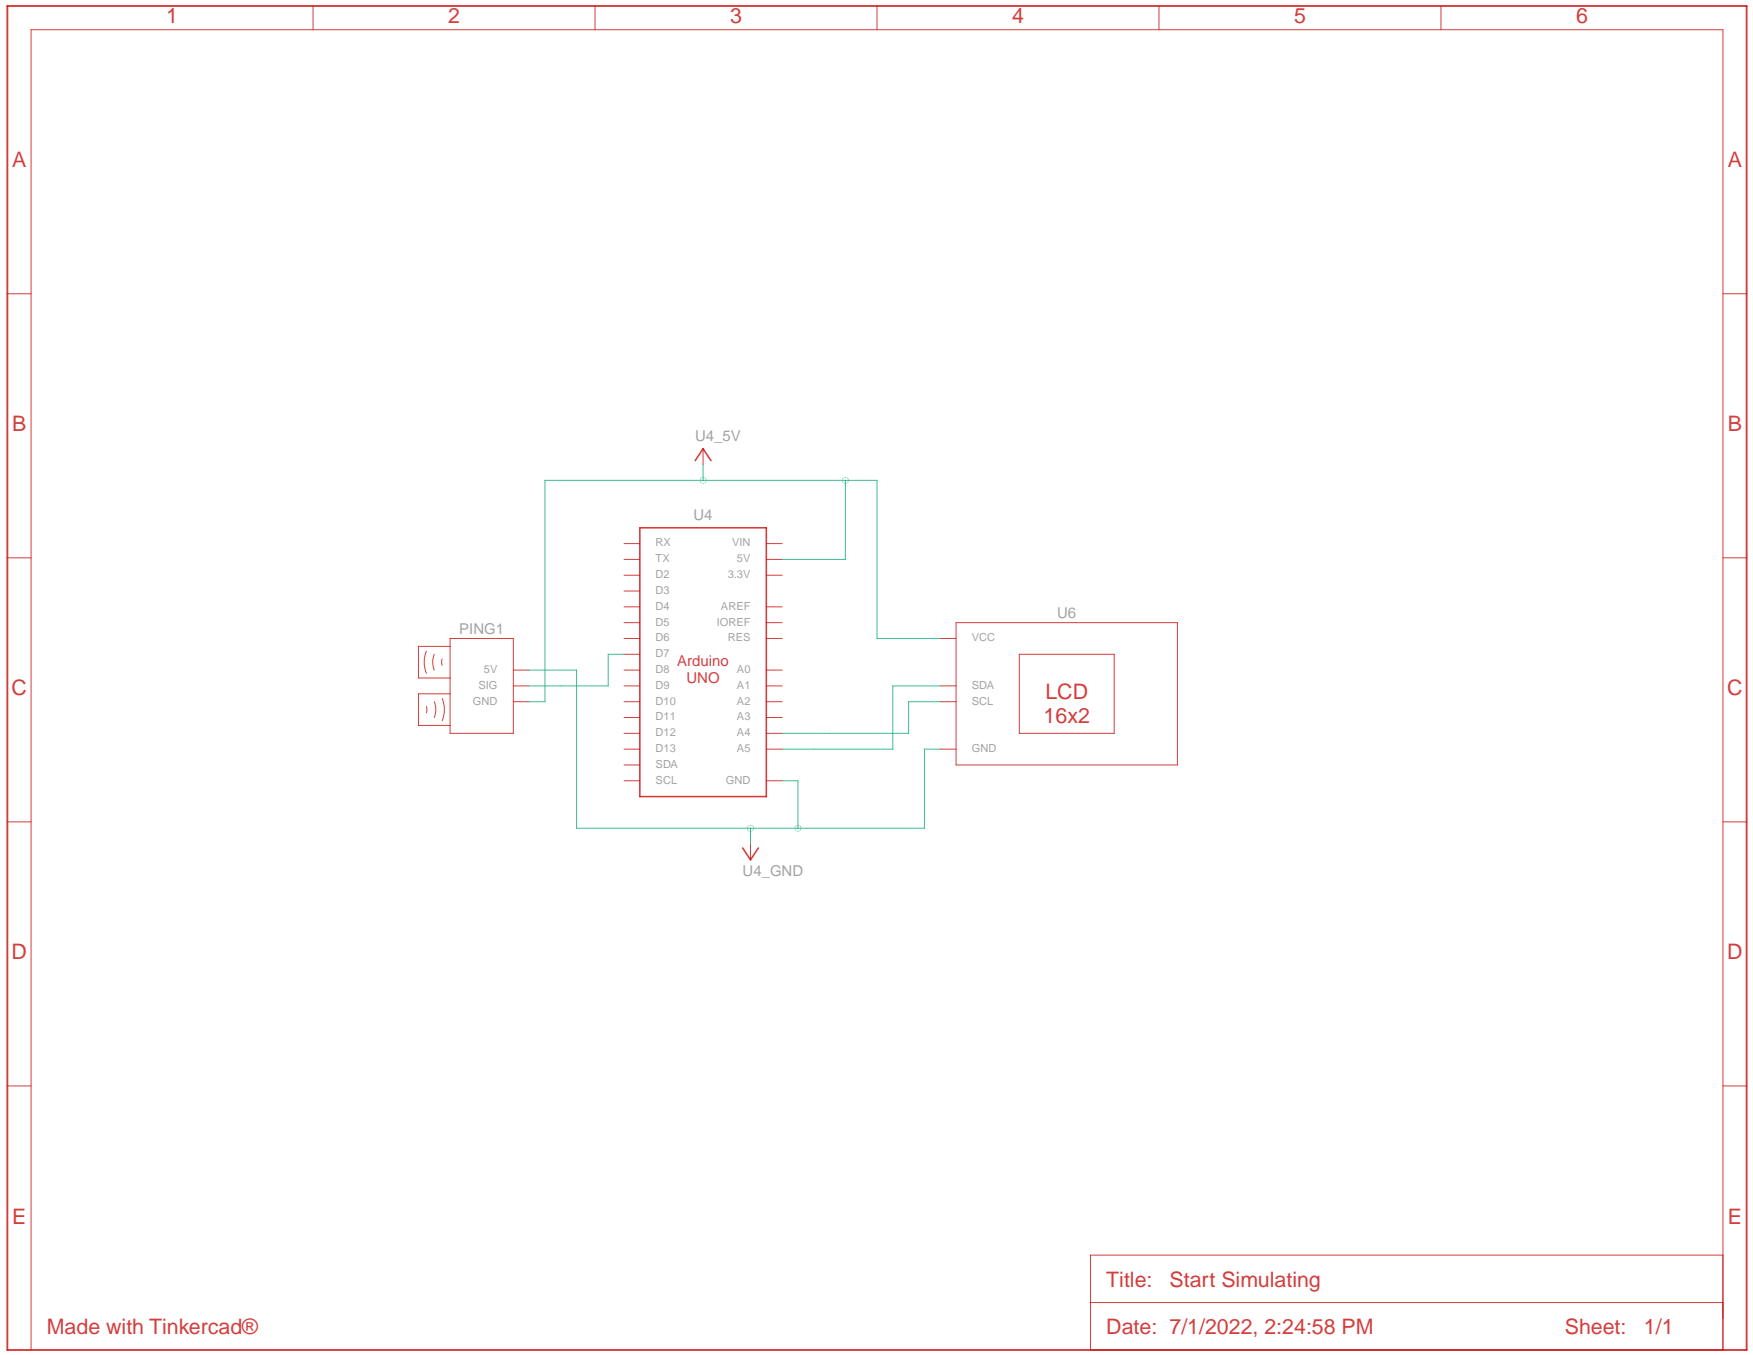 1 2 3 4 5 6
A A
B B
U4_5V
U4
RX VIN
TX 5V
D2 3.3V
D3
D4 AREF
D5 IOREF
D6 RES
D7
D8 A0
D9 A1
D10 A2
D11 A3
D12 A4
D13 A5
SDA
SCL GND
Arduino
UNO
PING1
5V
SIG
GND
U6
VCC
SDA
SCL
GND
LCD
16x2
C C
U4_GND
D D
E E
Title: Start Simulating
Made with Tinkercad®
Date: 7/1/2022, 2:24:58 PM Sheet: 1/1